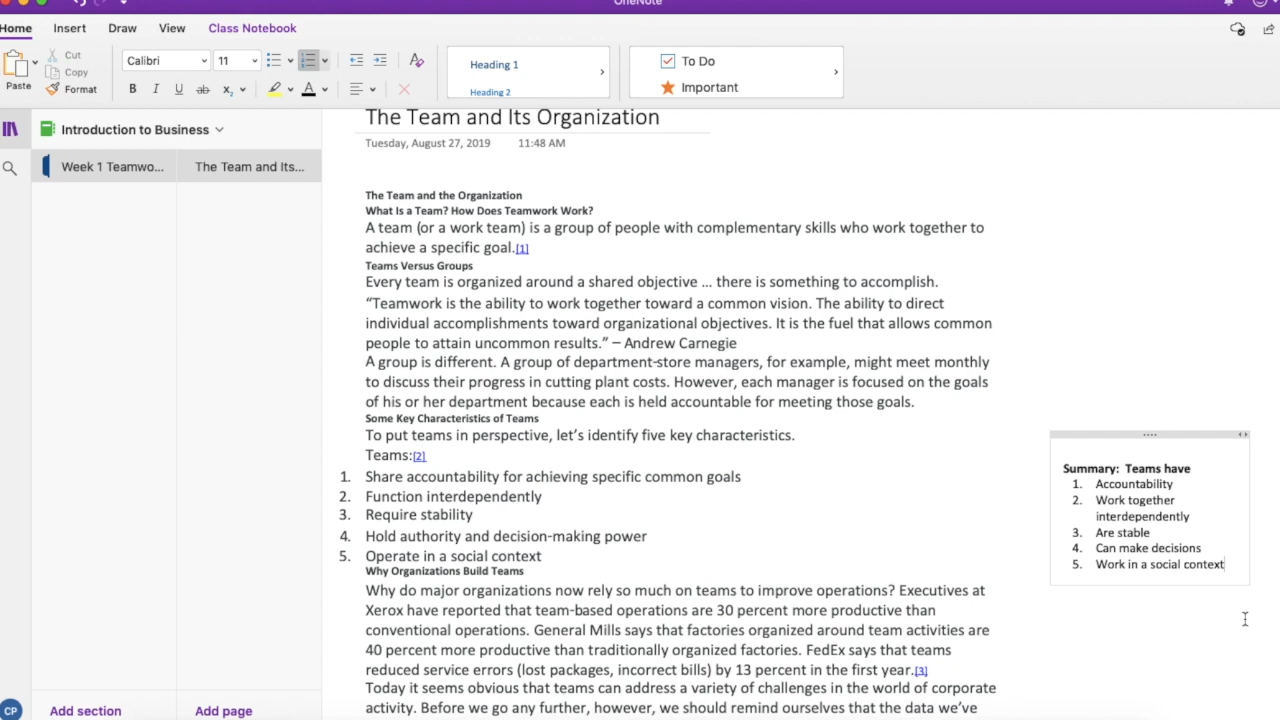 OneNote
Home Insert Draw View Class Notebook
Paste
Cut
Copy
Format
Calibri 11
B I U ab x₂ A
Heading 1
Heading 2
To Do
Important
Introduction to Business
Week 1 Teamwo...
The Team and Its...
The Team and Its Organization
Tuesday, August 27, 2019 11:48 AM
The Team and the Organization
What Is a Team? How Does Teamwork Work?
A team (or a work team) is a group of people with complementary skills who work together to
achieve a specific goal.[1]
Teams Versus Groups
Every team is organized around a shared objective … there is something to accomplish.
“Teamwork is the ability to work together toward a common vision. The ability to direct
individual accomplishments toward organizational objectives. It is the fuel that allows common
people to attain uncommon results.” – Andrew Carnegie
A group is different. A group of department-store managers, for example, might meet monthly
to discuss their progress in cutting plant costs. However, each manager is focused on the goals
of his or her department because each is held accountable for meeting those goals.
Some Key Characteristics of Teams
To put teams in perspective, let’s identify five key characteristics.
Teams:[2]
1. Share accountability for achieving specific common goals
2. Function interdependently
3. Require stability
4. Hold authority and decision-making power
5. Operate in a social context
Why Organizations Build Teams
Why do major organizations now rely so much on teams to improve operations? Executives at
Xerox have reported that team-based operations are 30 percent more productive than
conventional operations. General Mills says that factories organized around team activities are
40 percent more productive than traditionally organized factories. FedEx says that teams
reduced service errors (lost packages, incorrect bills) by 13 percent in the first year.[3]
Today it seems obvious that teams can address a variety of challenges in the world of corporate
activity. Before we go any further, however, we should remind ourselves that the data we’ve
Summary: Teams have
1. Accountability
2. Work together
interdependently
3. Are stable
4. Can make decisions
5. Work in a social context
CP
Add section
Add page